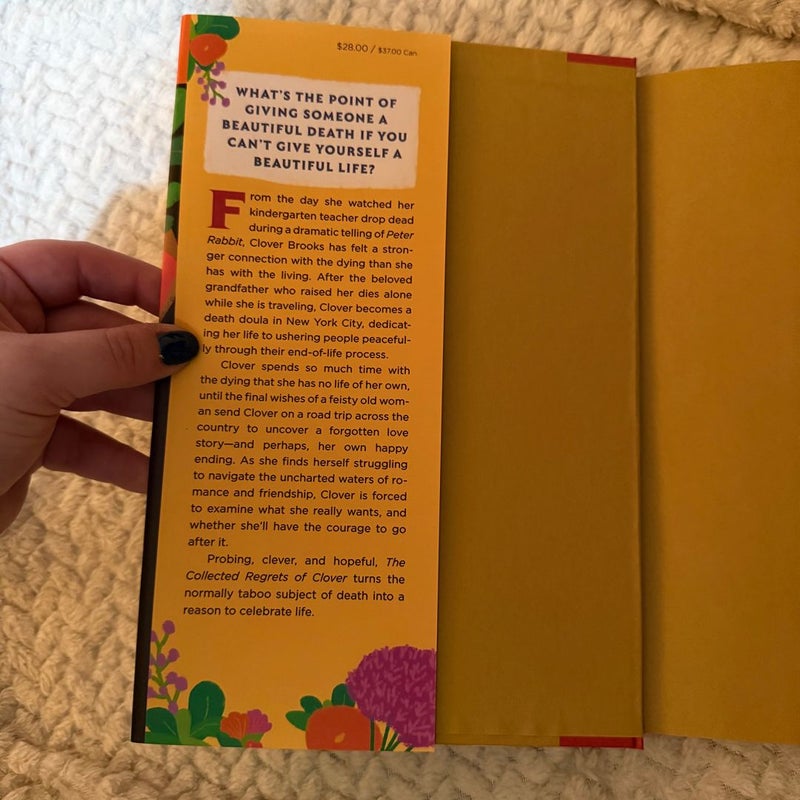 $28.00 / $37.00 Can
WHAT'S THE POINT OF
GIVING SOMEONE A
BEAUTIFUL DEATH IF YOU
CAN'T GIVE YOURSELF A
BEAUTIFUL LIFE?
From the day she watched her
kindergarten teacher drop dead
during a dramatic telling of Peter
Rabbit, Clover Brooks has felt a stron-
ger connection with the dying than she
has with the living. After the beloved
grandfather who raised her dies alone
while she is traveling, Clover becomes a
death doula in New York City, dedicat-
ing her life to ushering people peaceful-
ly through their end-of-life process.
Clover spends so much time with
the dying that she has no life of her own,
until the final wishes of a feisty old wom-
an send Clover on a road trip across the
country to uncover a forgotten love
story—and perhaps, her own happy
ending. As she finds herself struggling
to navigate the uncharted waters of ro-
mance and friendship, Clover is forced
to examine what she really wants, and
whether she'll have the courage to go
after it.
Probing, clever, and hopeful, The
Collected Regrets of Clover turns the
normally taboo subject of death into a
reason to celebrate life.